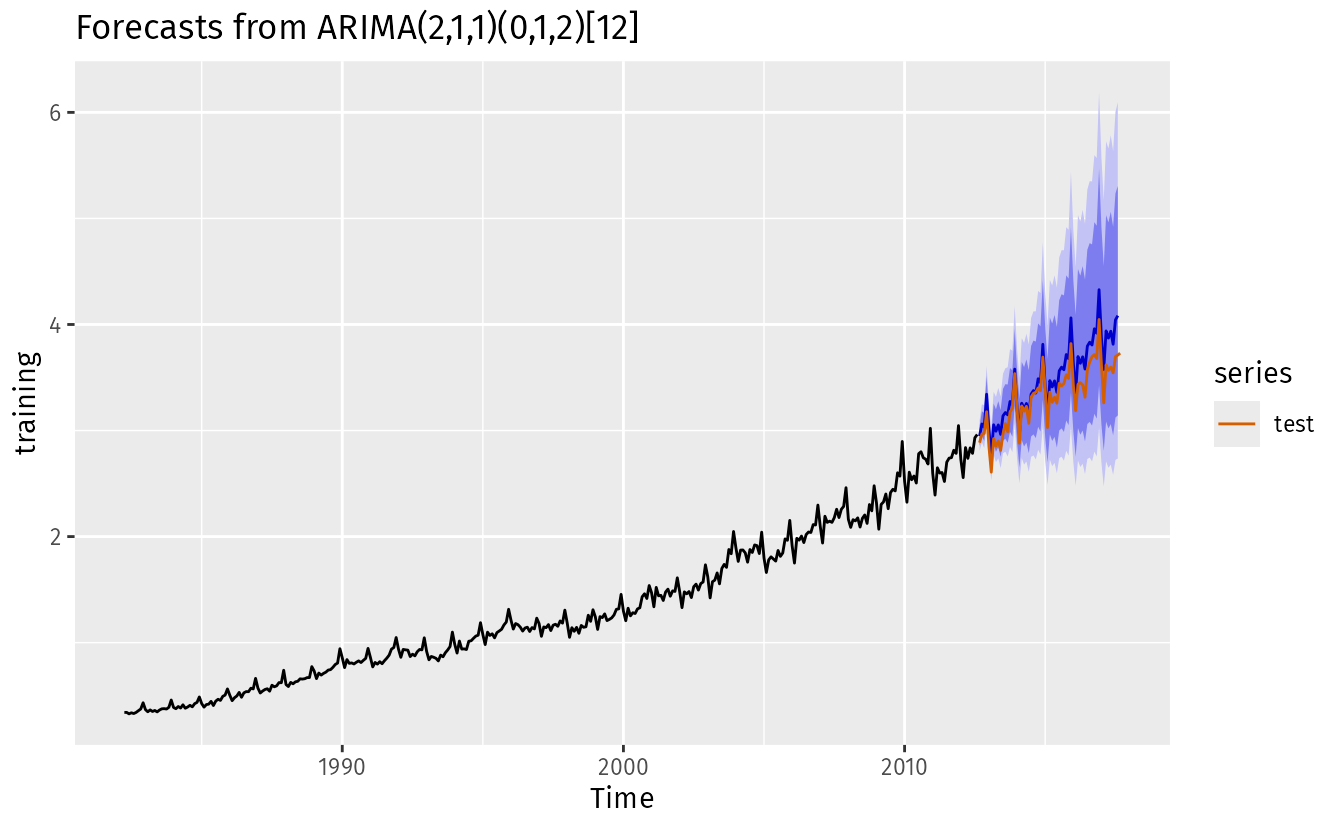 Forecasts from ARIMA(2,1,1)(0,1,2)[12]
6
4
2
training
1990
2000
2010
Time
series
test